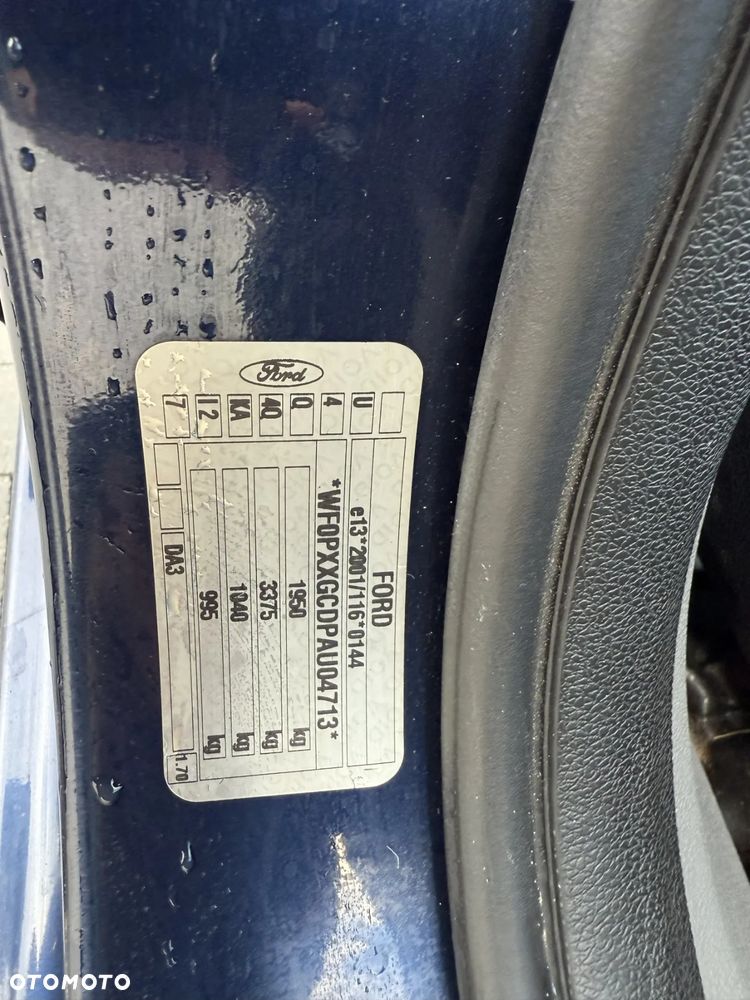 Ford
FORD
e13*2001/116*0144
*WF0PXXGCDPAU04713*
1950 kg
3375 kg
1040 kg
995 kg
U
4
Q
40
KA
I 2
7
DA3
1.70
OTOMOTO